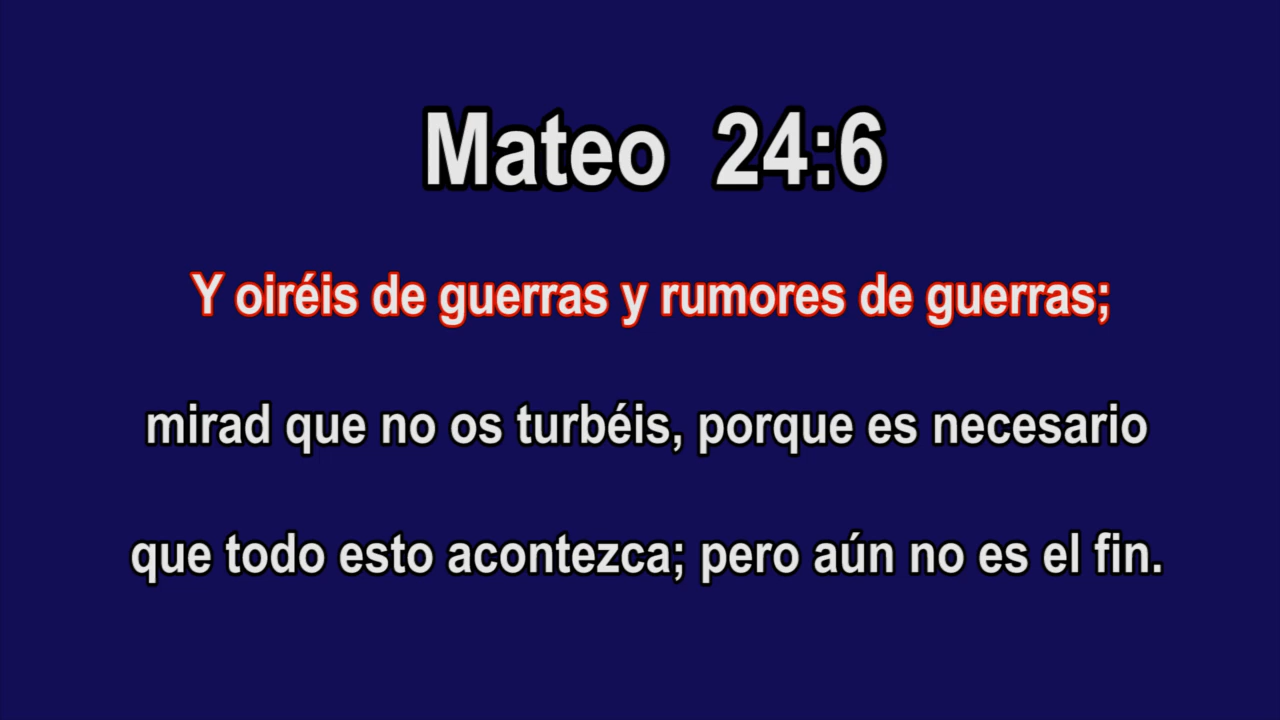 Mateo 24:6
Y oiréis de guerras y rumores de guerras;
mirad que no os turbéis, porque es necesario
que todo esto acontezca; pero aún no es el fin.